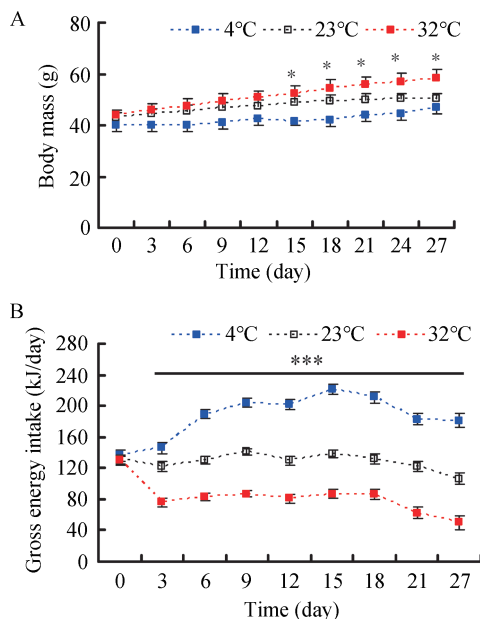 A
4°C 23°C 32°C
80
60
40
20
0
Body mass (g)
* * * * *
0 3 6 9 12 15 18 21 24 27
Time (day)
B
4°C 23°C 32°C
***
280
240
200
160
120
80
40
0
Gross energy intake (kJ/day)
0 3 6 9 12 15 18 21 27
Time (day)